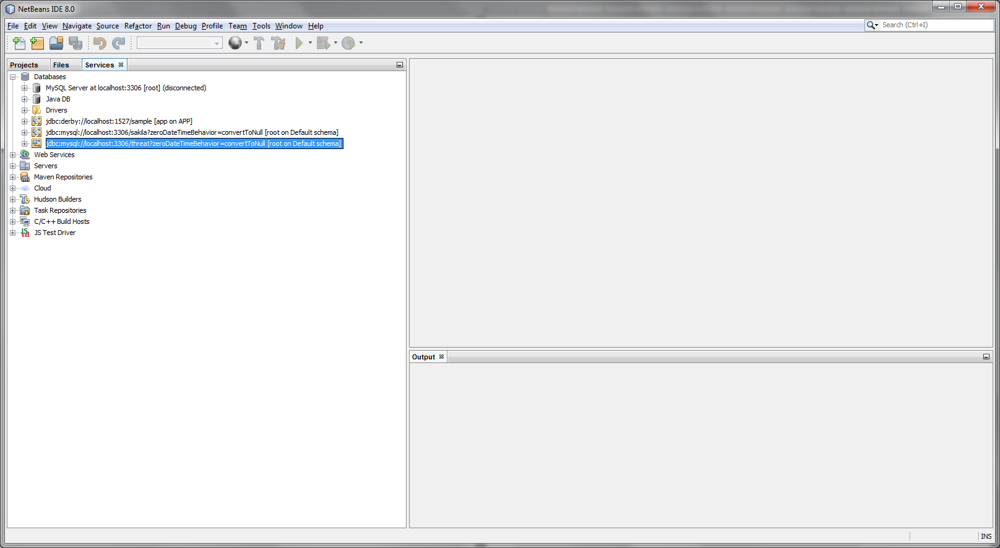 NetBeans IDE 8.0
File Edit View Navigate Source Refactor Run Debug Profile Team Tools Window Help
Search (Ctrl+I)
Projects Files Services
Databases
MySQL Server at localhost:3306 [root] (disconnected)
Java DB
Drivers
jdbc:derby://localhost:1527/sample [app on APP]
jdbc:mysql://localhost:3306/sakila?zeroDateTimeBehavior=convertToNull [root on Default schema]
jdbc:mysql://localhost:3306/threat?zeroDateTimeBehavior=convertToNull [root on Default schema]
Web Services
Servers
Maven Repositories
Cloud
Hudson Builders
Task Repositories
C/C++ Build Hosts
JS Test Driver
Output
INS